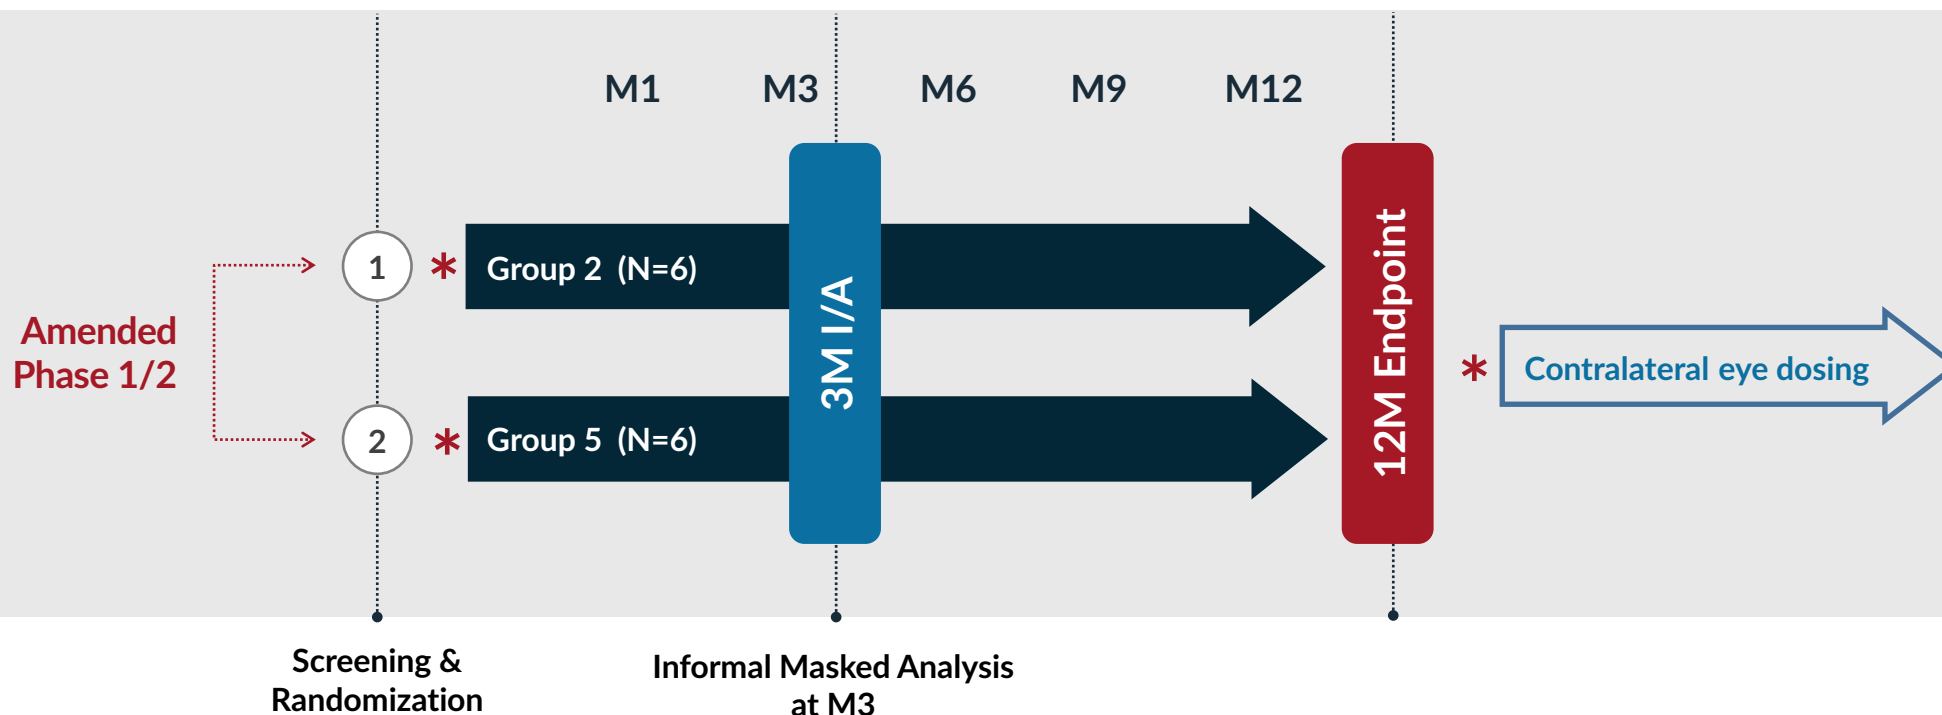 M1 M3 M6 M9 M12
1 * Group 2 (N=6)
3M I/A
12M Endpoint
Amended
Phase 1/2
* Contralateral eye dosing
2 * Group 5 (N=6)
Screening &
Randomization
Informal Masked Analysis
at M3